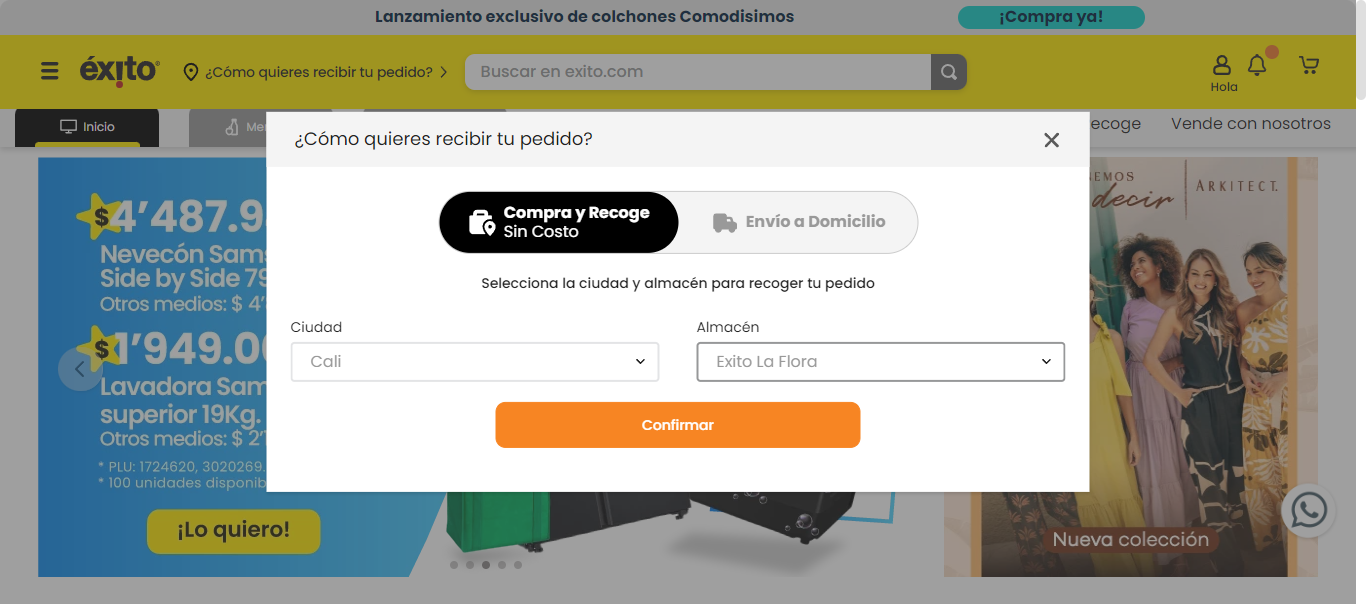 Lanzamiento exclusivo de colchones Comodisimos
¡Compra ya!
éxito
¿Cómo quieres recibir tu pedido?
Buscar en exito.com
Hola
Inicio
Vende con nosotros
¿Cómo quieres recibir tu pedido?
Compra y Recoge
Sin Costo
Envío a Domicilio
Selecciona la ciudad y almacén para recoger tu pedido
Ciudad
Almacén
Cali
Exito La Flora
Confirmar
$4’487.9
Nevecón Sams
Side by Side 79
Otros medios: $ 4’
$1’949.0
Lavadora Sam
superior 19Kg.
Otros medios: $ 2’
* PLU: 1724620, 3020269.
* 100 unidades disponib
¡Lo quiero!
decir
ARKITECT.
Nueva colección